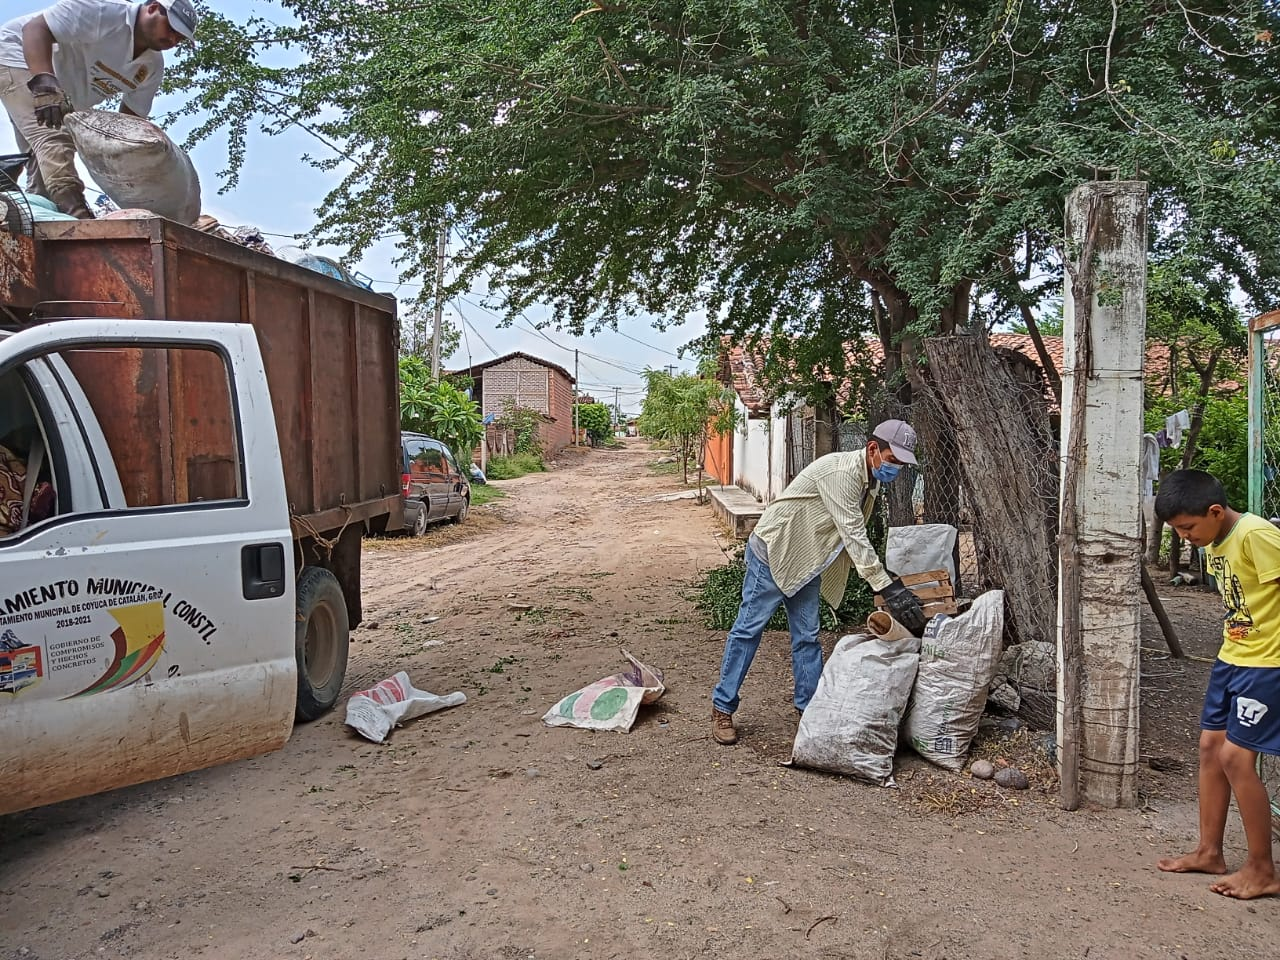 AMIENTO MUNICIPAL CONSTL.
TAMIENTO MUNICIPAL DE COYUCA DE CATALÁN, GRO.
2018-2021
GOBIERNO DE
COMPROMISOS
Y HECHOS
CONCRETOS